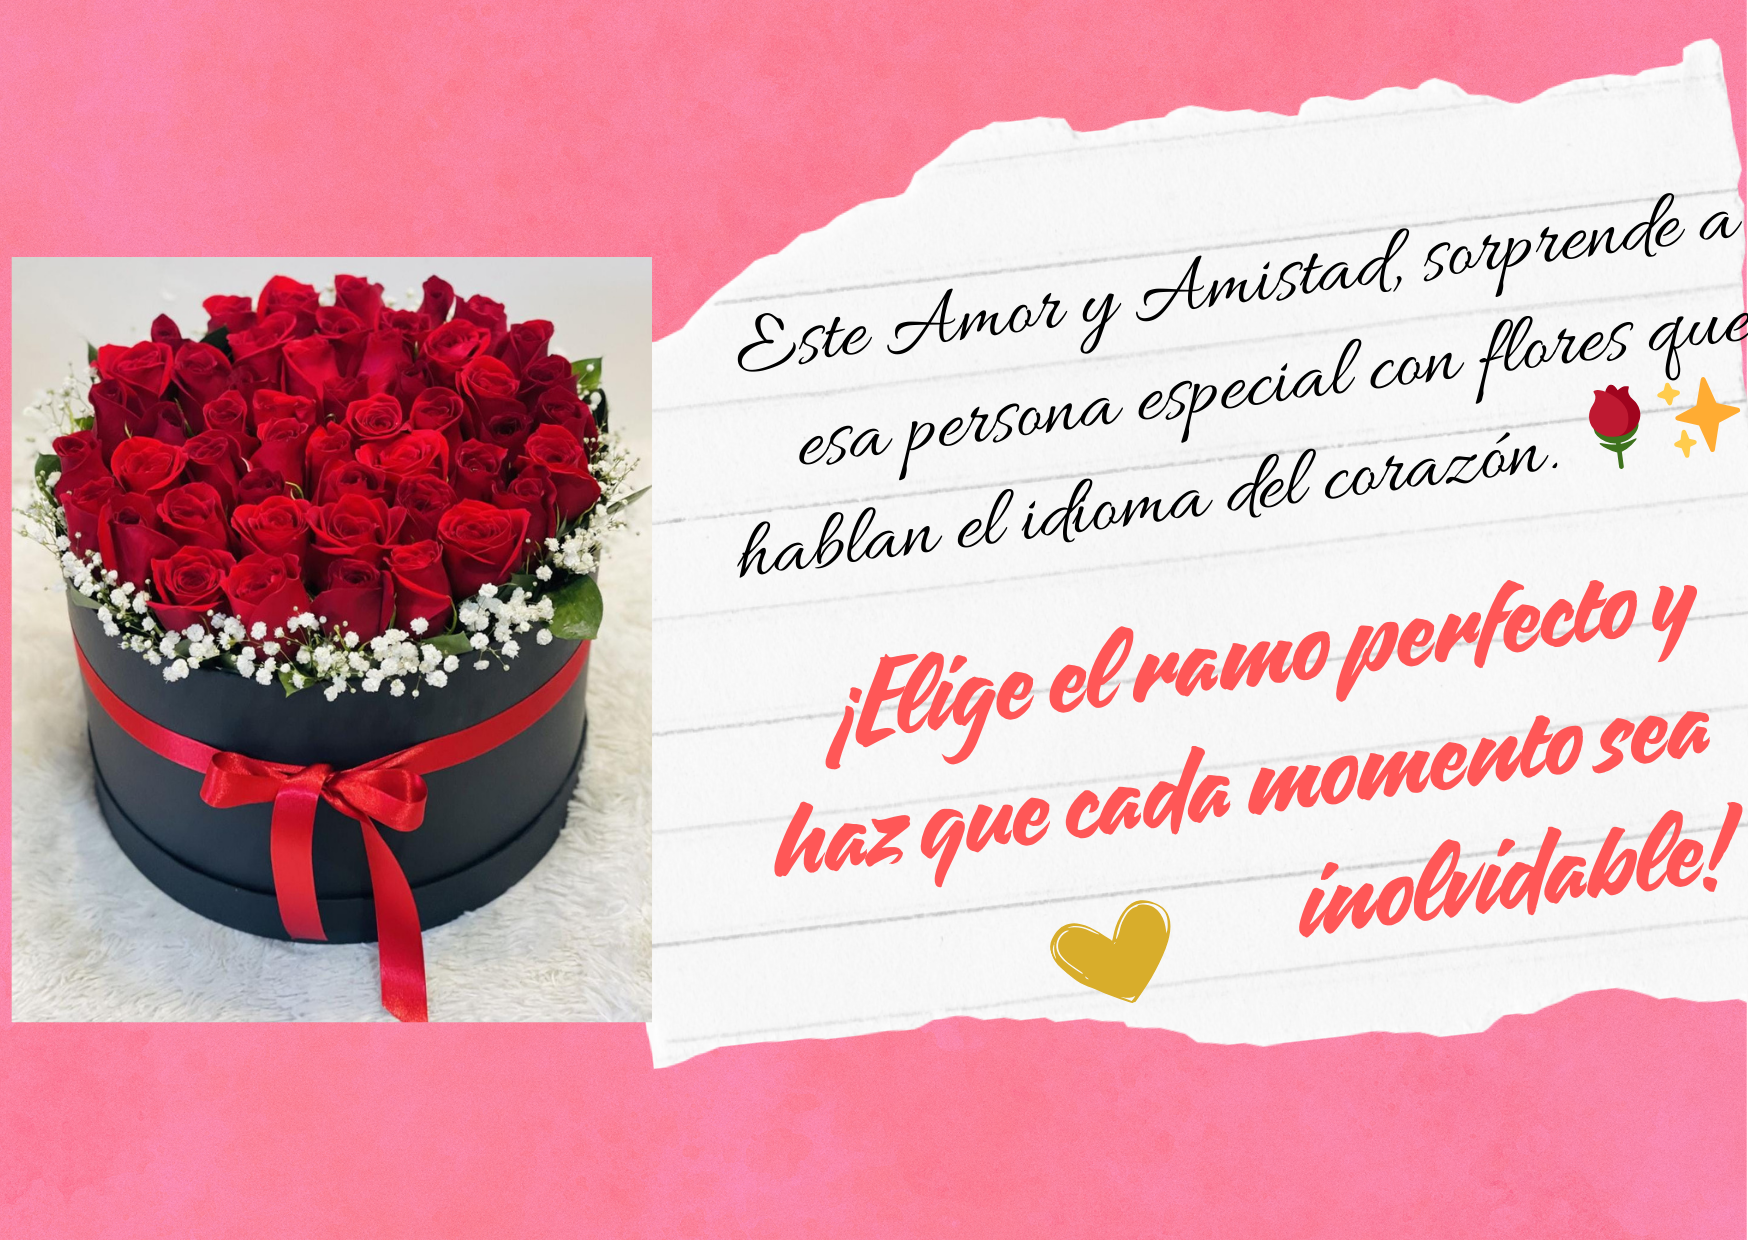 Este Amor y Amistad, sorprende a
esa persona especial con flores que
hablan el idioma del corazón. 🌹✨
¡Elige el ramo perfecto y
haz que cada momento sea
inolvidable!